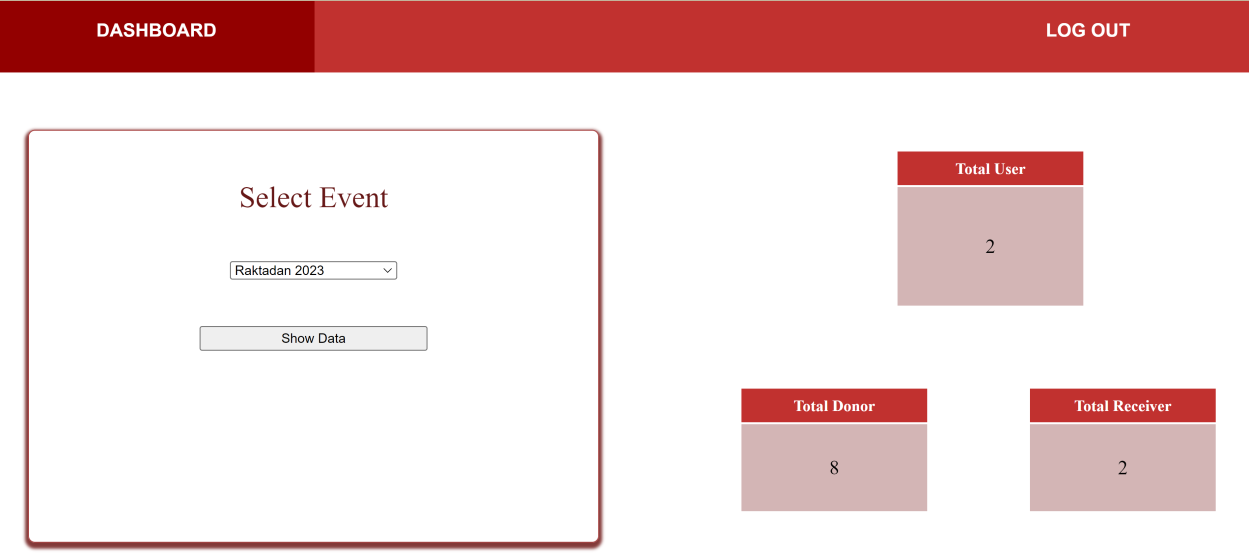 DASHBOARD
LOG OUT
Select Event
Raktadan 2023
Show Data
Total User
2
Total Donor
8
Total Receiver
2